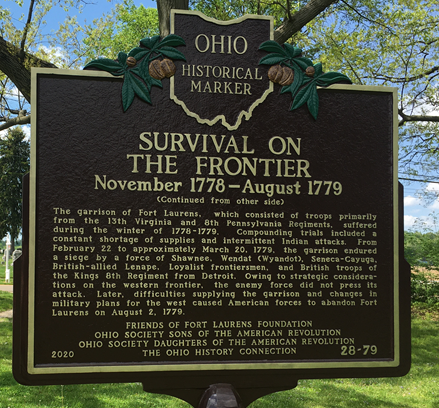 OHIO
HISTORICAL
MARKER
SURVIVAL ON
THE FRONTIER
November 1778 – August 1779
(Continued from other side)
The garrison of Fort Laurens, which consisted of troops primarily
from the 13th Virginia and 8th Pennsylvania Regiments, suffered
during the winter of 1778-1779. Compounding trials included a
constant shortage of supplies and intermittent Indian attacks. From
February 22 to approximately March 20, 1779, the garrison endured
a siege by a force of Shawnee, Wendat (Wyandot), Seneca-Cayuga,
British-allied Lenape, Loyalist frontiersmen, and British troops of
the Kings 8th Regiment from Detroit. Owing to strategic considera-
tions on the western frontier, the enemy force did not press its
attack. Later, difficulties supplying the garrison and changes in
military plans for the west caused American forces to abandon Fort
Laurens on August 2, 1779.
FRIENDS OF FORT LAURENS FOUNDATION
OHIO SOCIETY SONS OF THE AMERICAN REVOLUTION
OHIO SOCIETY DAUGHTERS OF THE AMERICAN REVOLUTION
2020 THE OHIO HISTORY CONNECTION 28-79